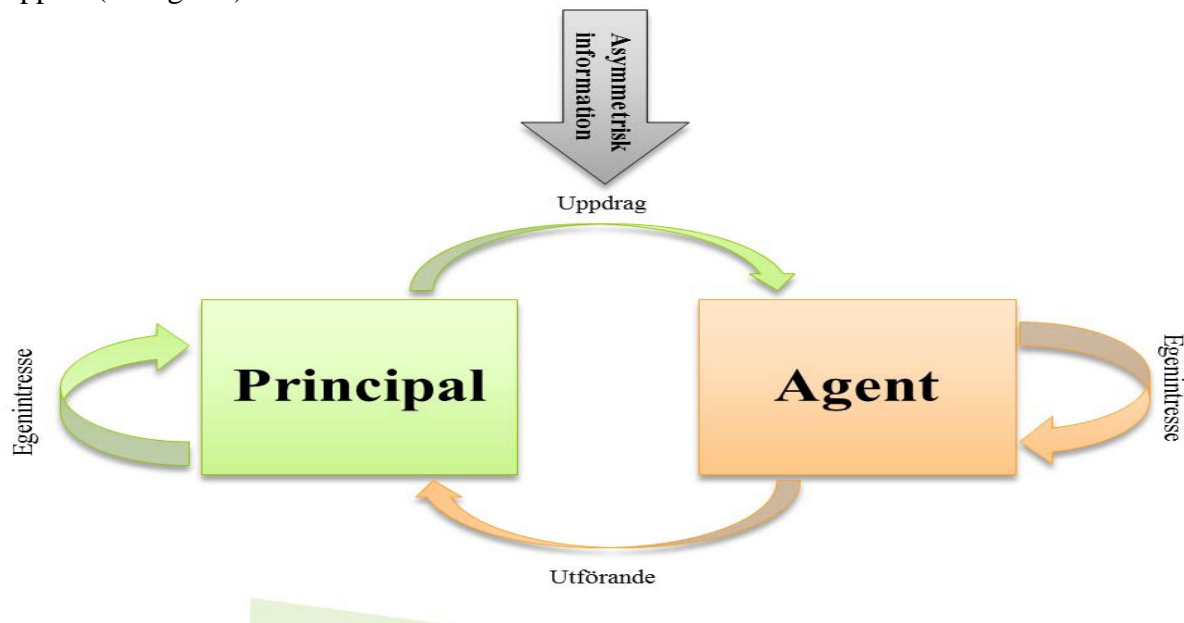 Asymmetrisk
information
Uppdrag
Egenintresse
Principal
Agent
Egenintresse
Utförande